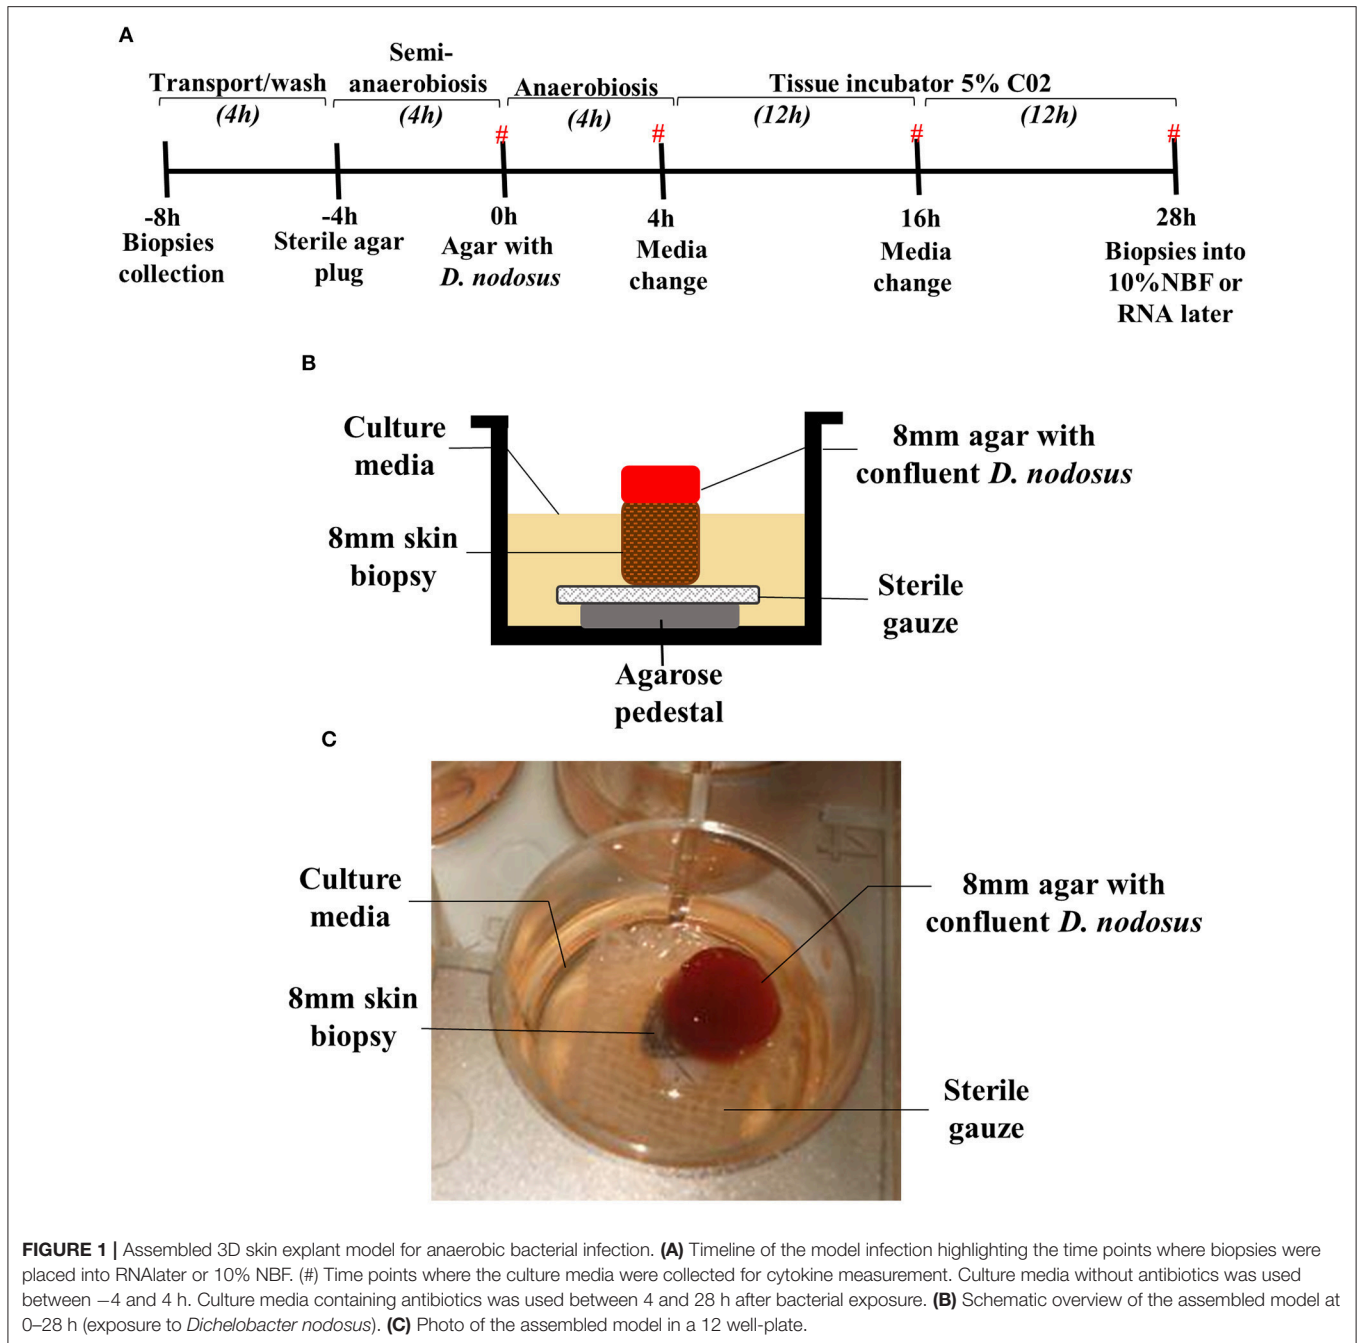 A
Transport/wash
Semi-
anaerobiosis
Anaerobiosis
Tissue incubator 5% C02
(4h)
(4h)
(4h)
(12h)
(12h)
#
#
#
#
-8h
Biopsies
collection
-4h
Sterile agar
plug
0h
Agar with
D. nodosus
4h
Media
change
16h
Media
change
28h
Biopsies into
10%NBF or
RNA later
B
Culture
media
8mm agar with
confluent D. nodosus
8mm skin
biopsy
Sterile
gauze
Agarose
pedestal
C
Culture
media
8mm agar with
confluent D. nodosus
8mm skin
biopsy
Sterile
gauze
FIGURE 1 | Assembled 3D skin explant model for anaerobic bacterial infection. (A) Timeline of the model infection highlighting the time points where biopsies were
placed into RNAlater or 10% NBF. (#) Time points where the culture media were collected for cytokine measurement. Culture media without antibiotics was used
between −4 and 4 h. Culture media containing antibiotics was used between 4 and 28 h after bacterial exposure. (B) Schematic overview of the assembled model at
0–28 h (exposure to Dichelobacter nodosus). (C) Photo of the assembled model in a 12 well-plate.